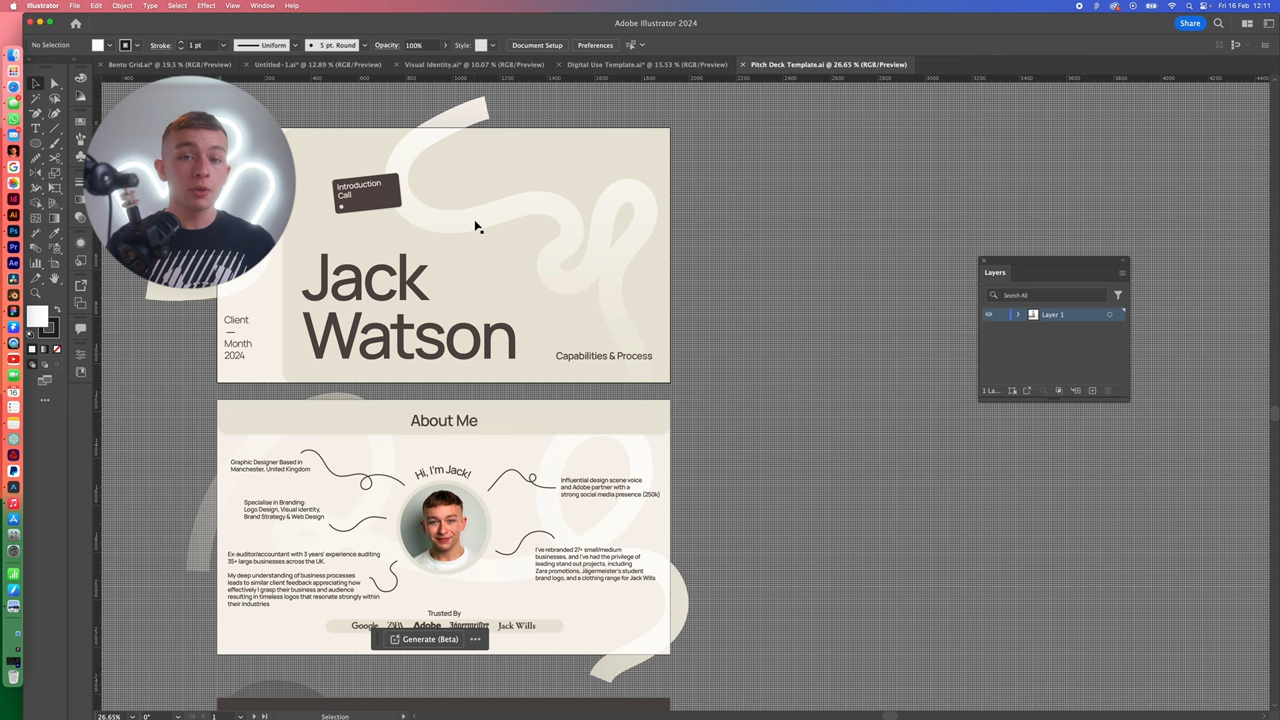 Illustrator File Edit Object Type Select Effect View Window Help
Fri 16 Feb 12:11
Adobe Illustrator 2024
Share
No Selection
Stroke:
1 pt
Uniform
5 pt. Round
Opacity:
100%
Style:
Document Setup
Preferences
Bento Grid.ai* @ 19.5 % (RGB/Preview)
Untitled-1.ai* @ 12.89 % (RGB/Preview)
Visual Identity.ai* @ 10.07 % (RGB/Preview)
Digital Use Template.ai* @ 15.53 % (RGB/Preview)
Pitch Deck Template.ai @ 26.65 % (RGB/Preview)
Introduction
Call
Jack
Watson
Client
—
Month
2024
Capabilities & Process
Layers
Search All
Layer 1
1 La...
About Me
Graphic Designer Based in
Manchester, United Kingdom
Specialise in Branding:
Logo Design, Visual identity,
Brand Strategy & Web Design
Ex-auditor/accountant with 3 years' experience auditing
35+ large businesses across the UK.
My deep understanding of business processes
leads to similar client feedback appreciating how
effectively I grasp their business and audience
resulting in timeless logos that resonate strongly within
their industries
Hi, I'm Jack!
Influential design scene voice
and Adobe partner with a
strong social media presence (250k)
I've rebranded 27+ small/medium
businesses, and I've had the privilege of
leading stand out projects, including
Zara promotions, Jägermeister's student
brand logo, and a clothing range for Jack Wills
Trusted By
Google ZARA Adobe Jägermeister Jack Wills
Generate (Beta)
26.65%
0°
1
Selection